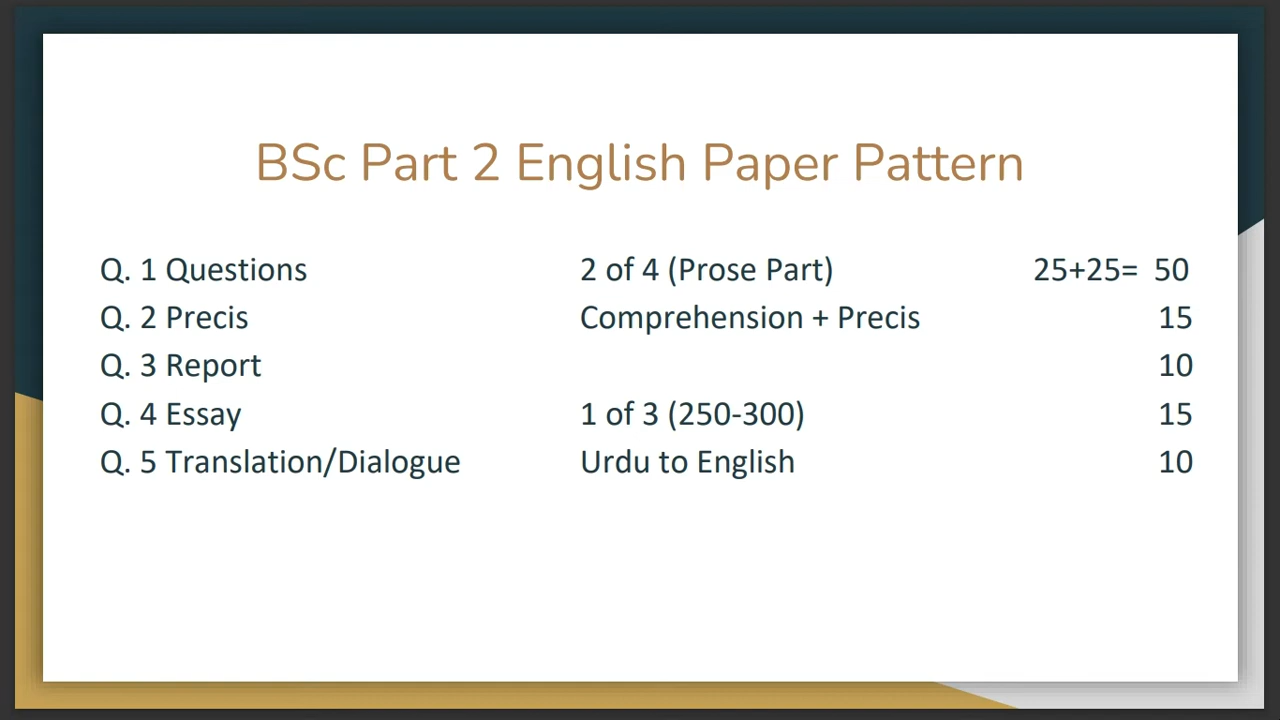 BSc Part 2 English Paper Pattern
Q. 1 Questions 2 of 4 (Prose Part) 25+25= 50
Q. 2 Precis Comprehension + Precis 15
Q. 3 Report 10
Q. 4 Essay 1 of 3 (250-300) 15
Q. 5 Translation/Dialogue Urdu to English 10